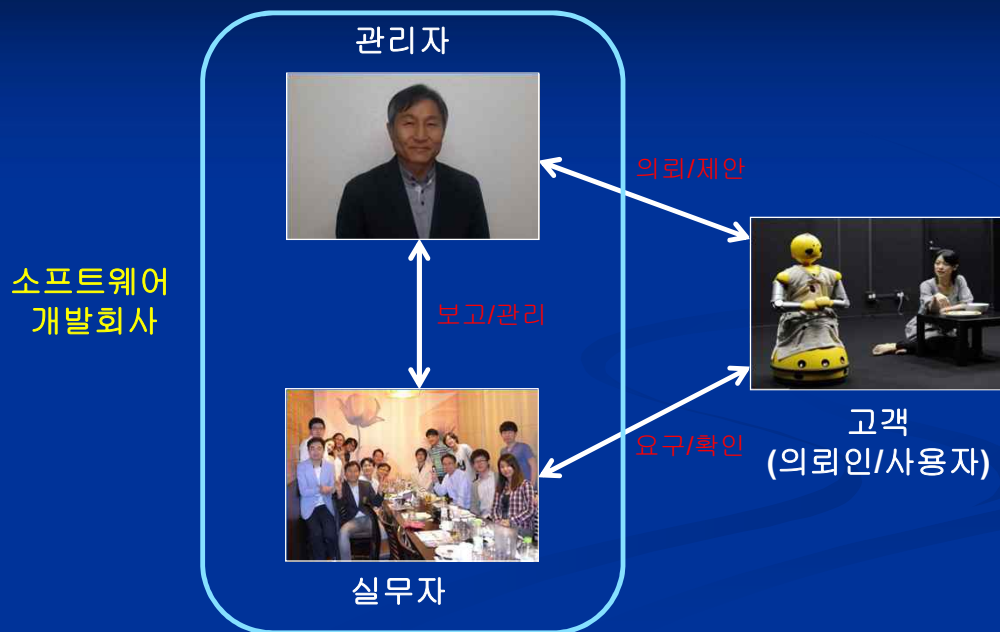 관리자
의뢰/제안
소프트웨어
개발회사
보고/관리
요구/확인
고객
(의뢰인/사용자)
실무자